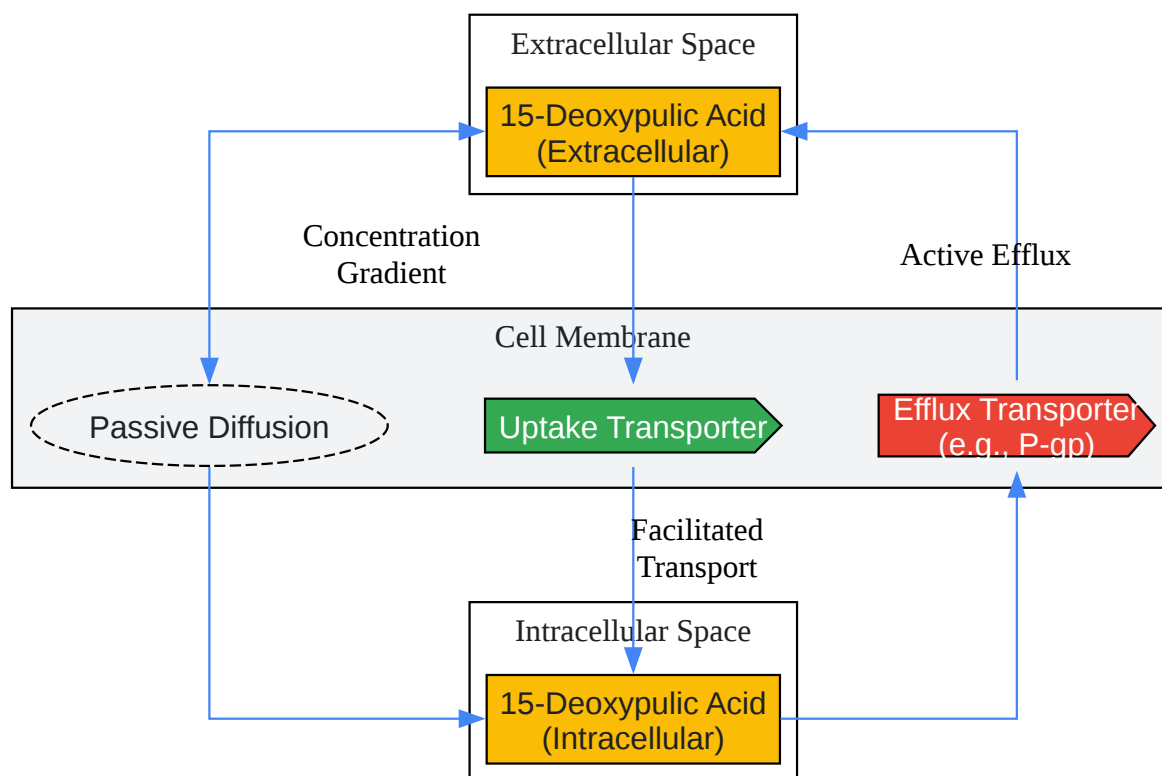 Extracellular Space
15-Deoxypulic Acid
(Extracellular)
Concentration
Gradient
Active Efflux
Cell Membrane
Passive Diffusion
Uptake Transporter
Efflux Transporter
(e.g., P-gp)
Facilitated
Transport
Intracellular Space
15-Deoxypulic Acid
(Intracellular)